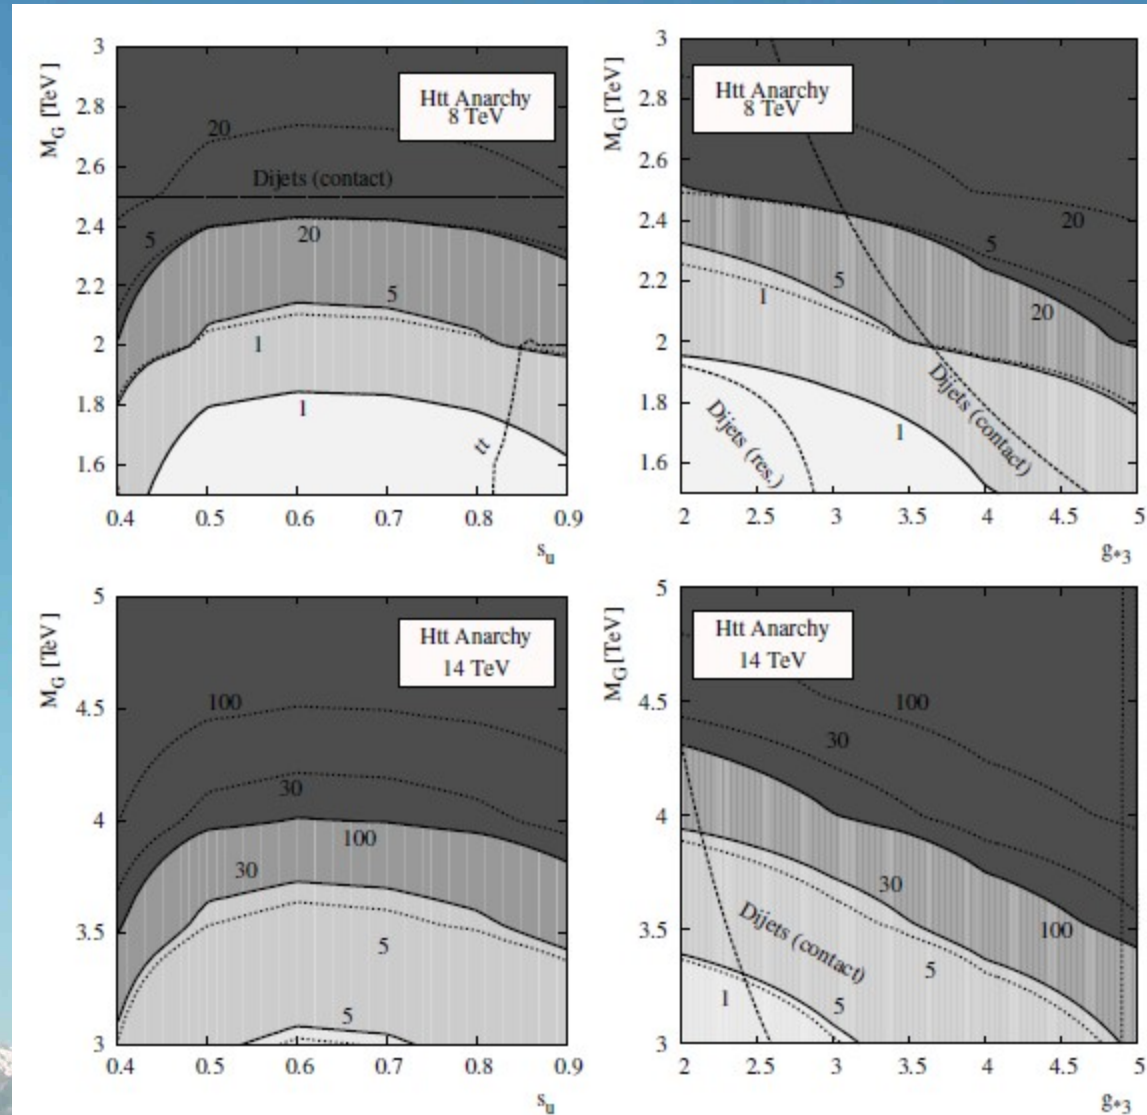 M_G [TeV]
3
2.8
2.6
2.4
2.2
2
1.8
1.6
Htt Anarchy
8 TeV
20
Dijets (contact)
5
20
5
1
1
tt
0.4 0.5 0.6 0.7 0.8 0.9
s_u
M_G [TeV]
3
2.8
2.6
2.4
2.2
2
1.8
1.6
Htt Anarchy
8 TeV
20
5
5
1
20
Dijets (contact)
Dijets (res.)
1
2 2.5 3 3.5 4 4.5 5
g_*3
M_G [TeV]
5
4.5
4
3.5
3
Htt Anarchy
14 TeV
100
30
100
30
5
5
0.4 0.5 0.6 0.7 0.8 0.9
s_u
M_G [TeV]
5
4.5
4
3.5
3
Htt Anarchy
14 TeV
100
30
30
100
Dijets (contact)
5
1
5
2 2.5 3 3.5 4 4.5 5
g_*3